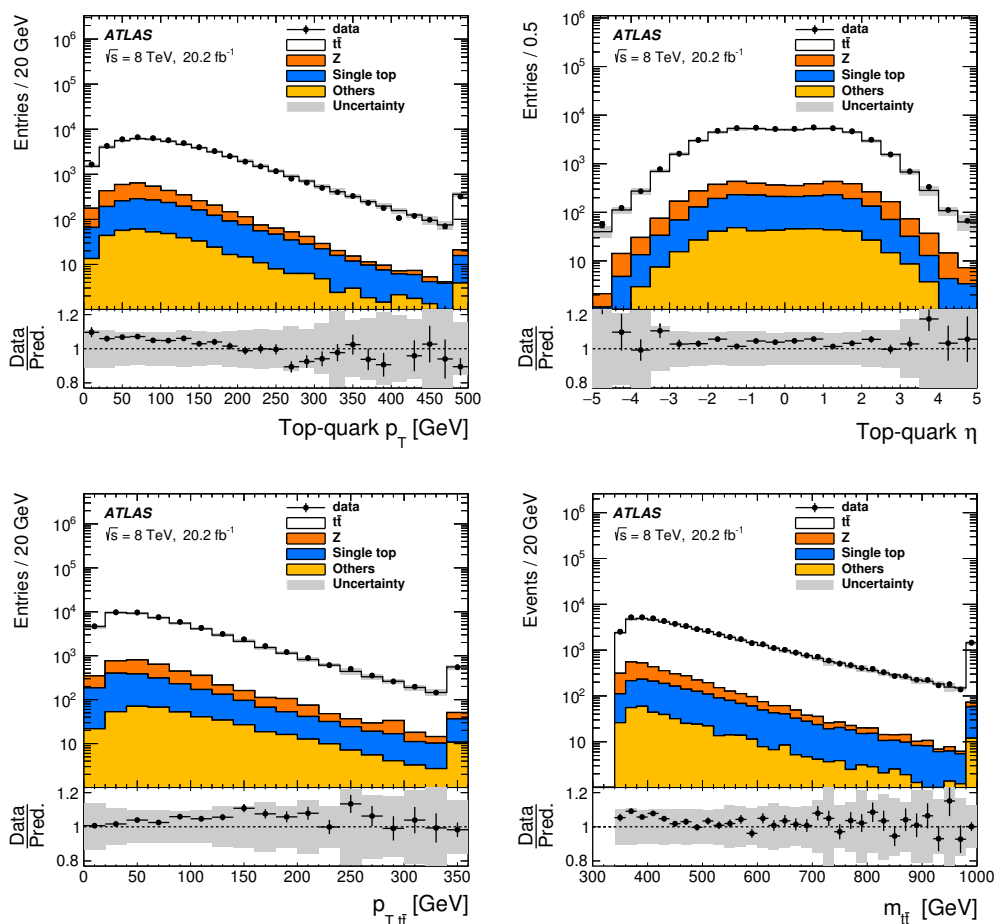 Entries / 20 GeV
10⁶
10⁵
10⁴
10³
10²
10
ATLAS
√s = 8 TeV, 20.2 fb⁻¹
data
tt̄
Z
Single top
Others
Uncertainty
Data
Pred.
1.2
1
0.8
0 50 100 150 200 250 300 350 400 450 500
Top-quark p_T [GeV]
Entries / 0.5
10⁶
10⁵
10⁴
10³
10²
10
ATLAS
√s = 8 TeV, 20.2 fb⁻¹
data
tt̄
Z
Single top
Others
Uncertainty
Data
Pred.
1.2
1
0.8
−5 −4 −3 −2 −1 0 1 2 3 4 5
Top-quark η
Entries / 20 GeV
10⁶
10⁵
10⁴
10³
10²
10
ATLAS
√s = 8 TeV, 20.2 fb⁻¹
data
tt̄
Z
Single top
Others
Uncertainty
Data
Pred.
1.2
1
0.8
0 50 100 150 200 250 300 350
p_T,tt̄ [GeV]
Events / 20 GeV
10⁶
10⁵
10⁴
10³
10²
10
ATLAS
√s = 8 TeV, 20.2 fb⁻¹
data
tt̄
Z
Single top
Others
Uncertainty
Data
Pred.
1.2
1
0.8
300 400 500 600 700 800 900 1000
m_tt̄ [GeV]